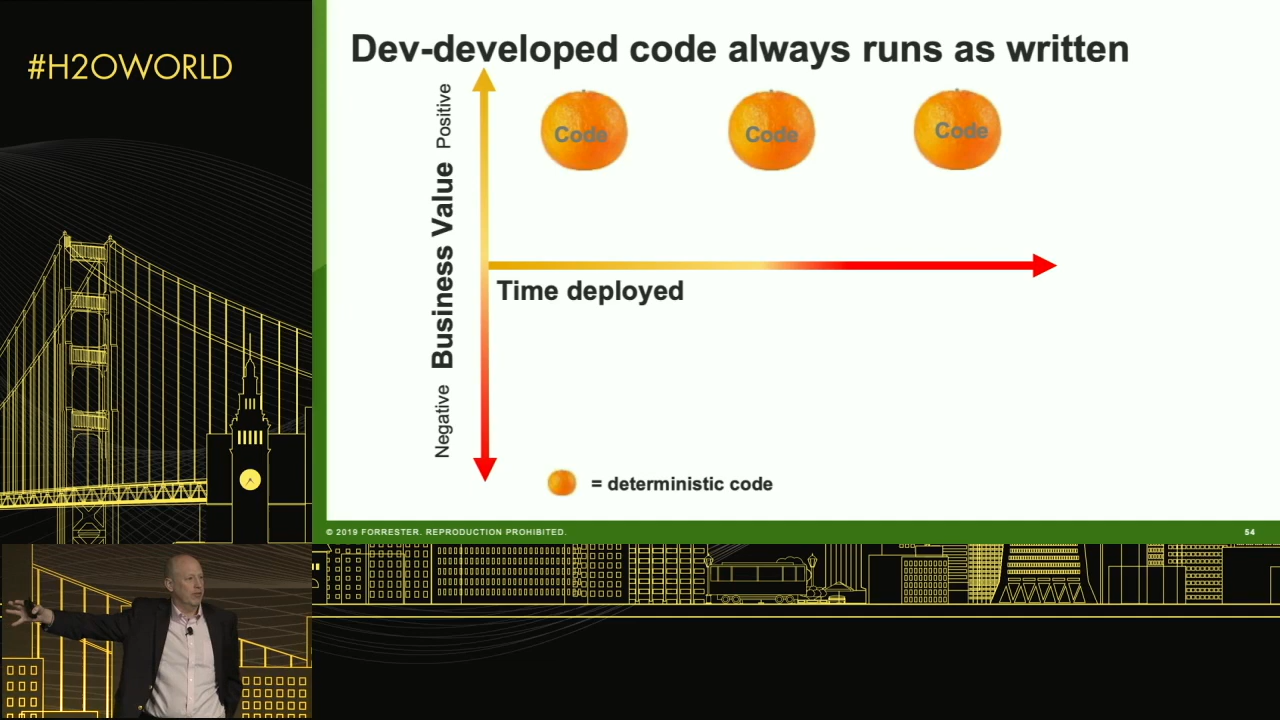 #H2OWORLD
Dev-developed code always runs as written
Positive
Business Value
Negative
Code
Code
Code
Time deployed
= deterministic code
© 2019 FORRESTER. REPRODUCTION PROHIBITED.
54